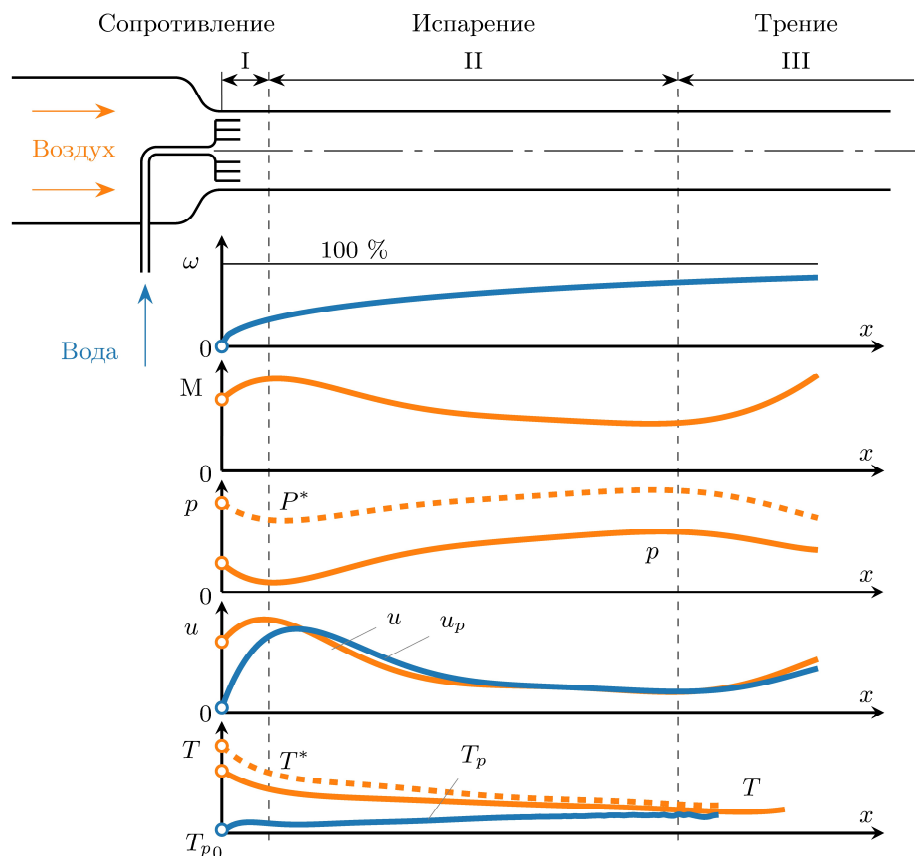 Сопротивление Испарение Трение
I II III
Воздух
Вода
ω 100 %
0 x
M
0 x
p P*
p
0 x
u u u_p
0 x
T T* T_p T
T_p0 x